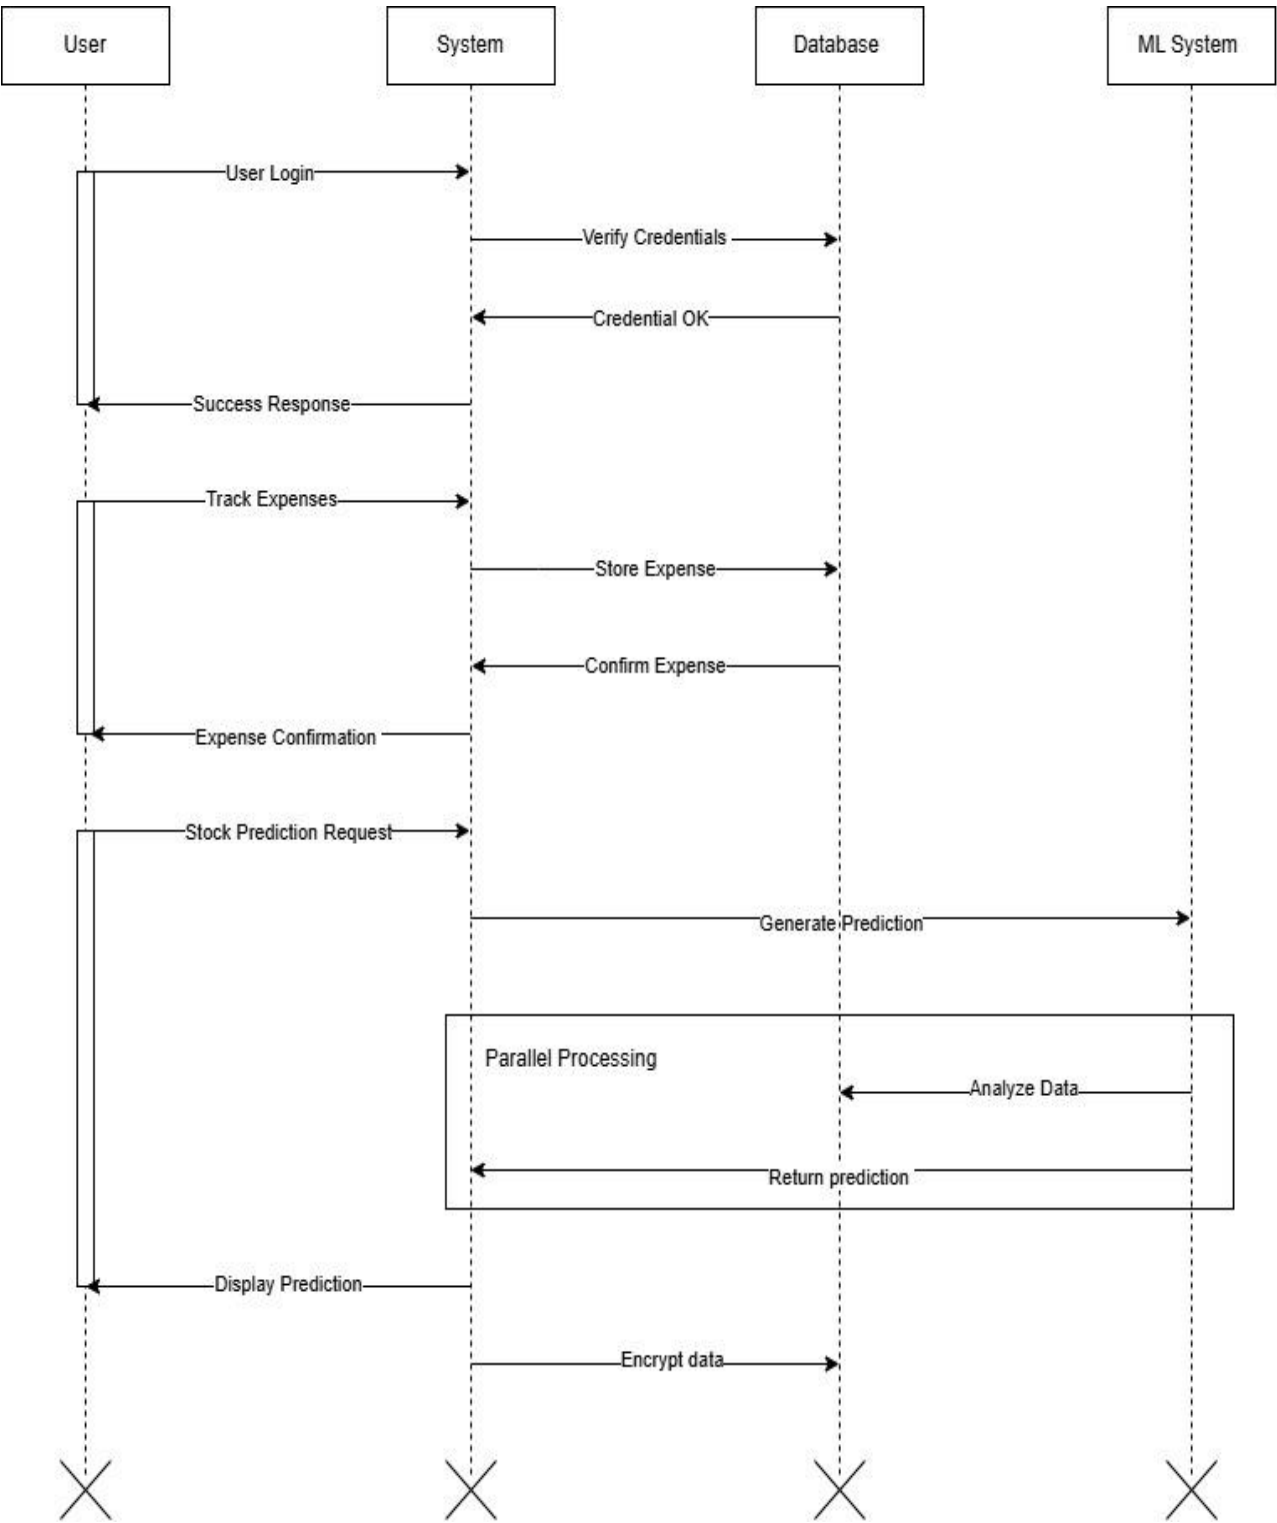 User
System
Database
ML System
User Login
Verify Credentials
Credential OK
Success Response
Track Expenses
Store Expense
Confirm Expense
Expense Confirmation
Stock Prediction Request
Generate Prediction
Parallel Processing
Analyze Data
Return prediction
Display Prediction
Encrypt data